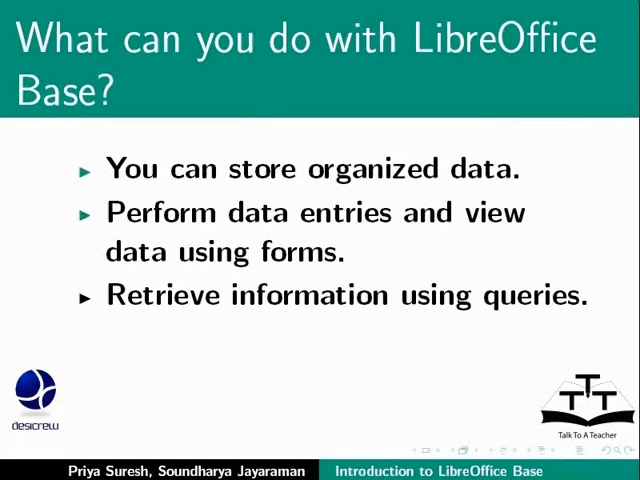 What can you do with LibreOffice
Base?
You can store organized data.
Perform data entries and view
data using forms.
Retrieve information using queries.
desicrew
TTT
Talk To A Teacher
Priya Suresh, Soundharya Jayaraman Introduction to LibreOffice Base